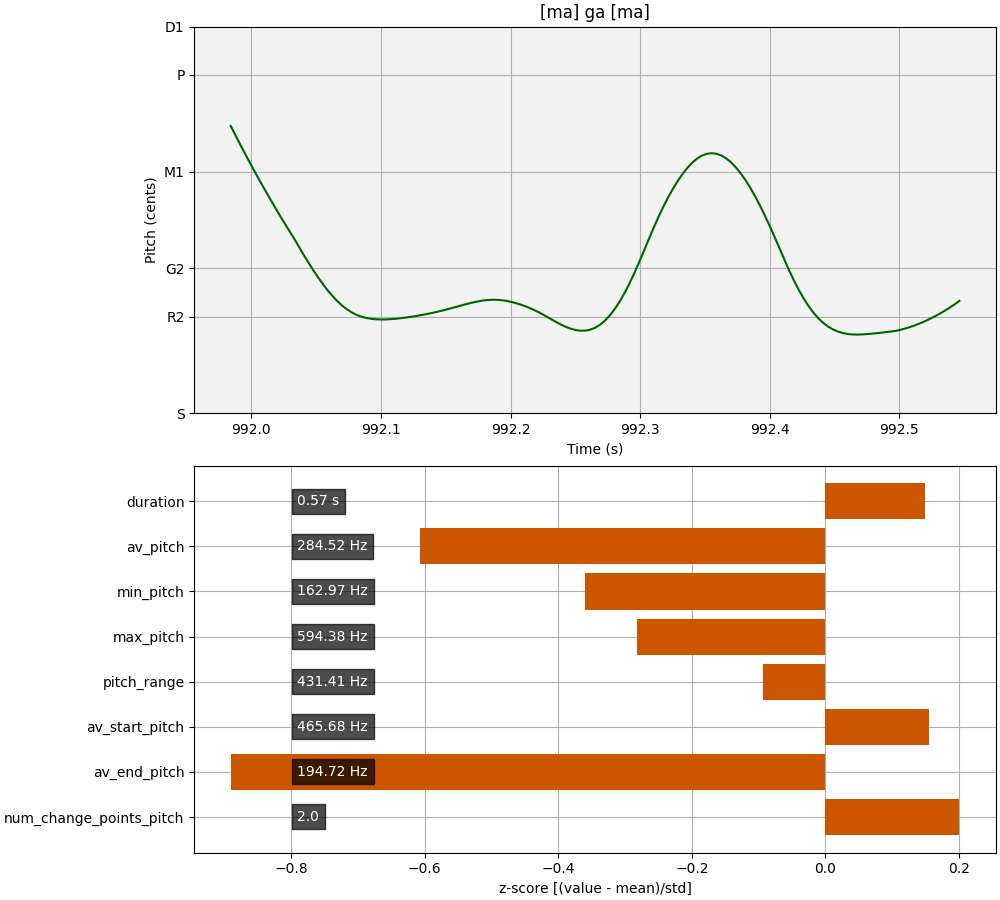 [ma] ga [ma]
D1
P
M1
G2
R2
S
Pitch (cents)
992.0 992.1 992.2 992.3 992.4 992.5
Time (s)
duration 0.57 s
av_pitch 284.52 Hz
min_pitch 162.97 Hz
max_pitch 594.38 Hz
pitch_range 431.41 Hz
av_start_pitch 465.68 Hz
av_end_pitch 194.72 Hz
num_change_points_pitch 2.0
−0.8 −0.6 −0.4 −0.2 0.0 0.2
z-score [(value - mean)/std]